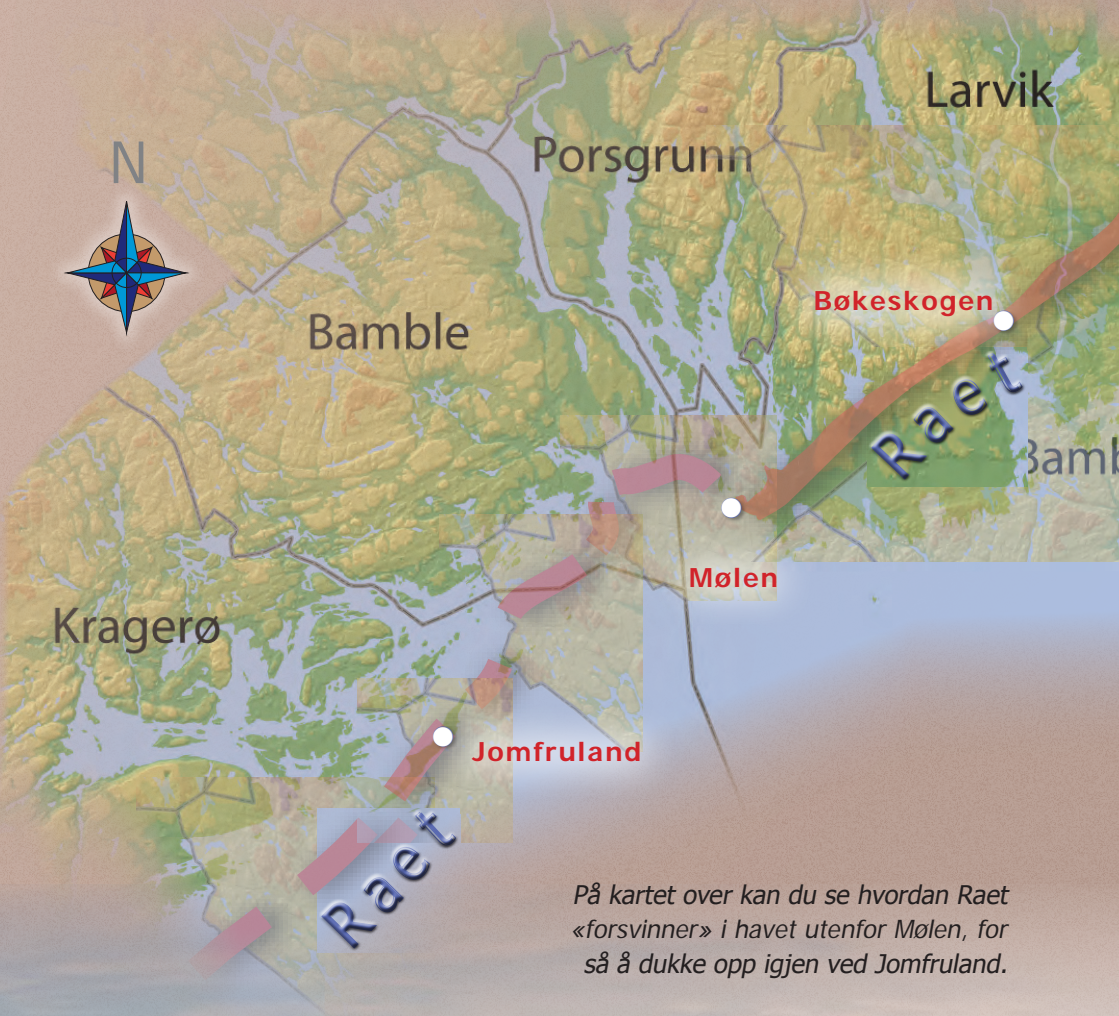 Larvik
Porsgrunn
N
Bøkeskogen
Bamble
Raet
Bamb
Mølen
Kragerø
Jomfruland
Raet
På kartet over kan du se hvordan Raet
«forsvinner» i havet utenfor Mølen, for
så å dukke opp igjen ved Jomfruland.